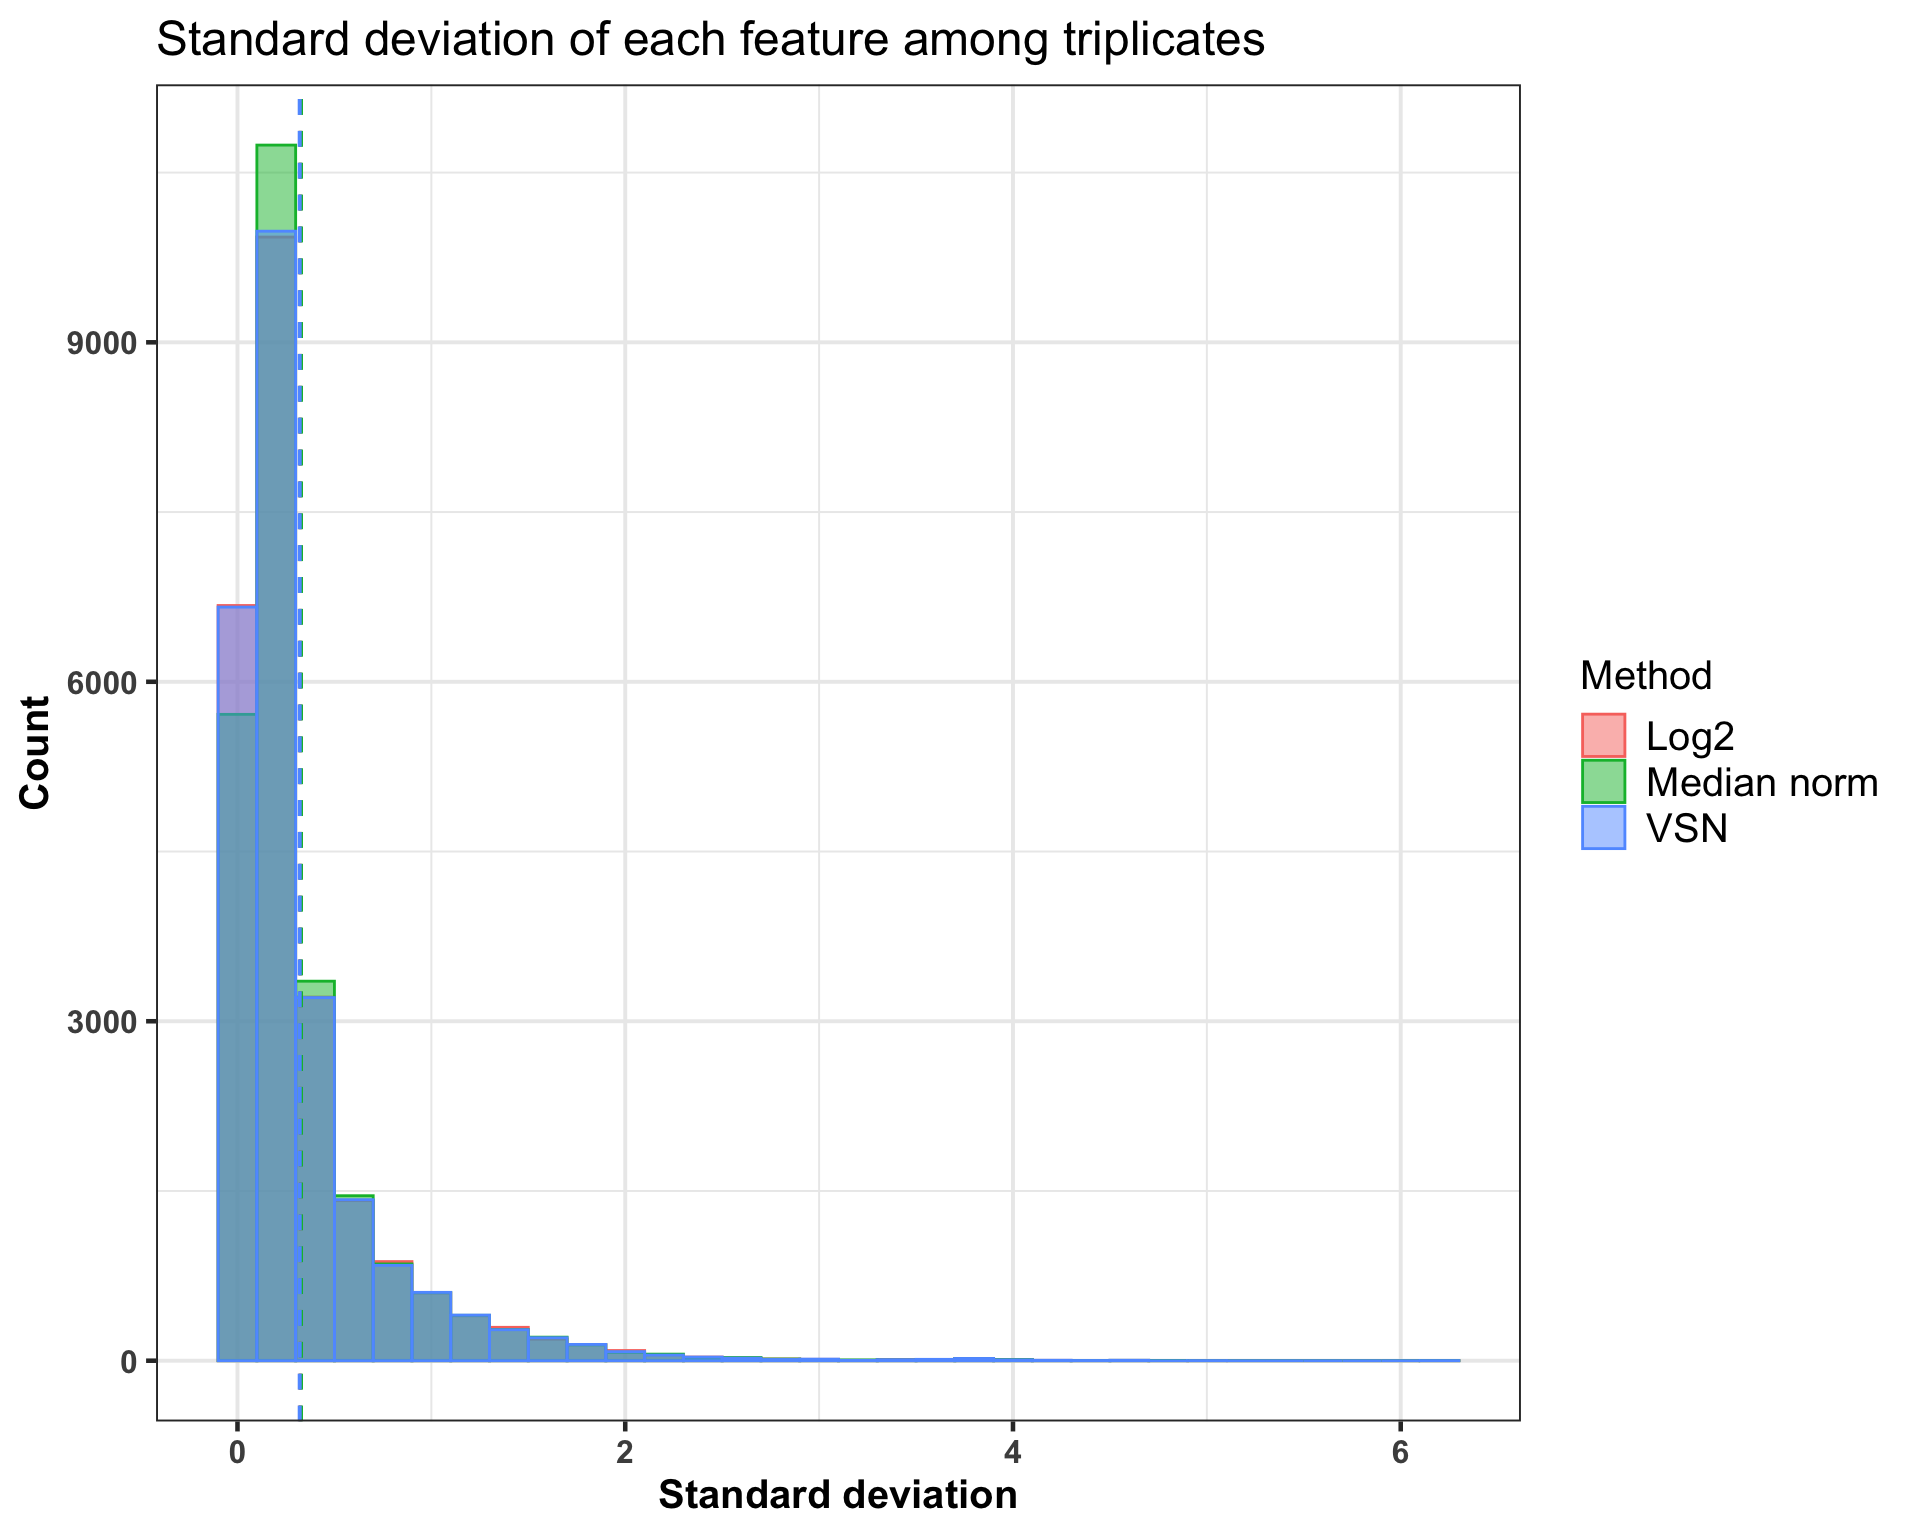 Standard deviation of each feature among triplicates
9000
6000
3000
0
Count
0 2 4 6
Standard deviation
Method
Log2
Median norm
VSN